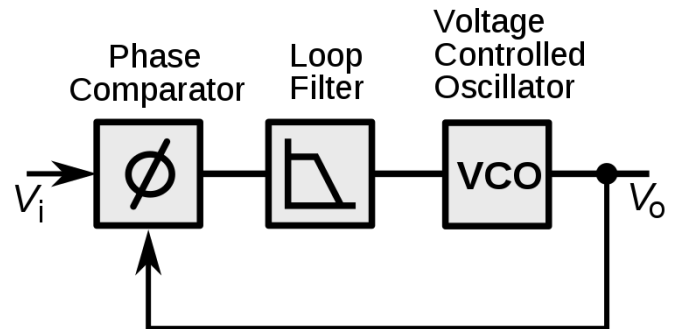 Phase
Comparator
Loop
Filter
Voltage
Controlled
Oscillator
Vi
ϕ
VCO
Vo